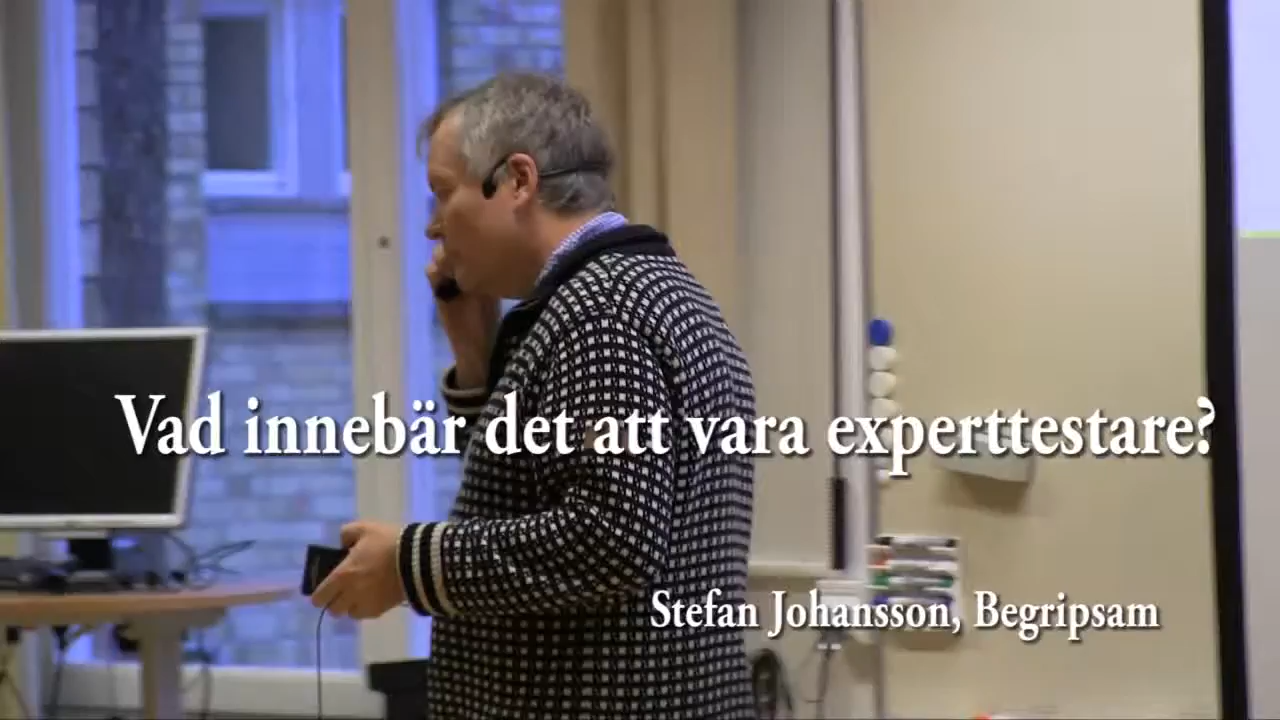 Vad innebär det att vara experttestare?
Stefan Johansson, Begripsam